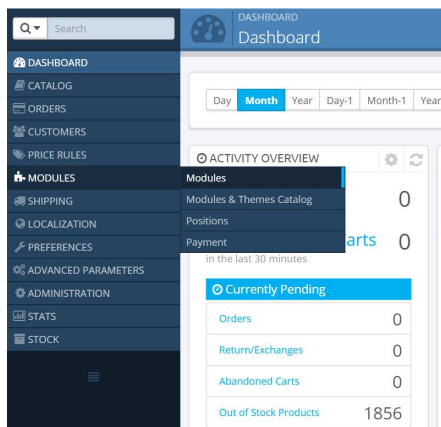 Search
DASHBOARD
Dashboard
DASHBOARD
CATALOG
ORDERS
CUSTOMERS
PRICE RULES
MODULES
SHIPPING
LOCALIZATION
PREFERENCES
ADVANCED PARAMETERS
ADMINISTRATION
STATS
STOCK
Modules
Modules & Themes Catalog
Positions
Payment
Day Month Year Day-1 Month-1 Year
ACTIVITY OVERVIEW
0
arts 0
in the last 30 minutes
Currently Pending
Orders 0
Return/Exchanges 0
Abandoned Carts 0
Out of Stock Products 1856